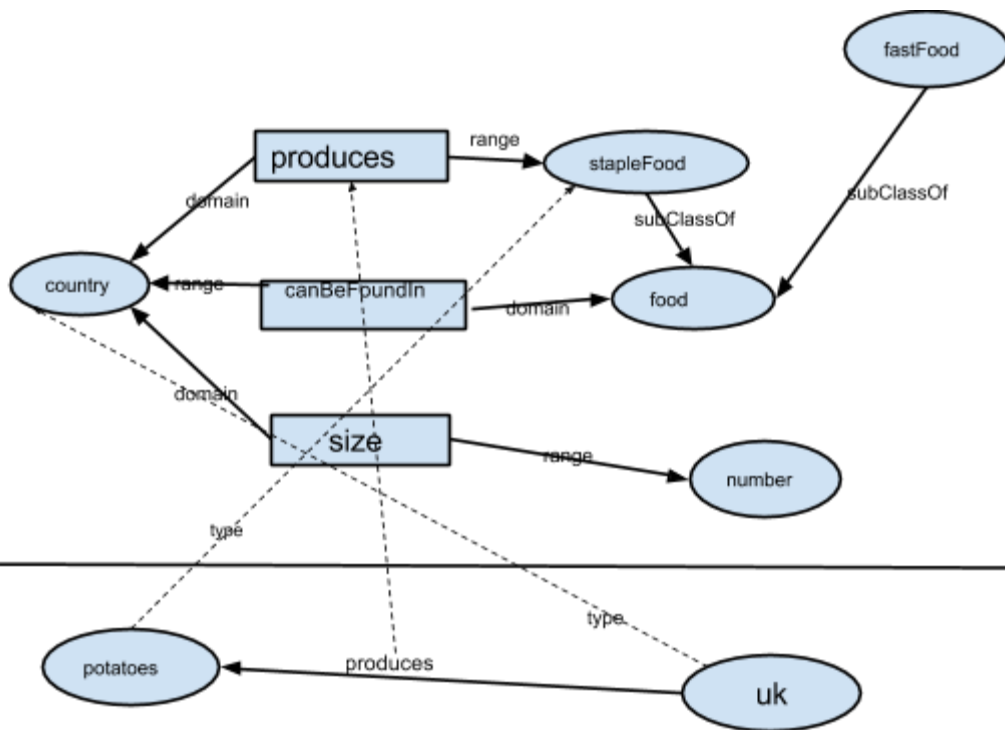 fastFood
produces
range
stapleFood
domain
subClassOf
subClassOf
country
range
canBeFoundIn
domain
food
domain
size
range
number
type
type
potatoes
produces
uk